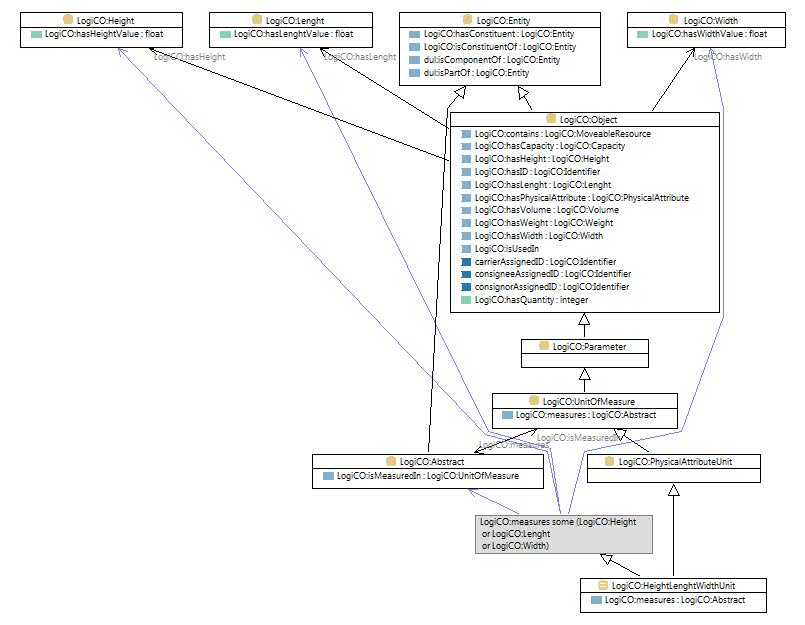 LogiCO:Height
LogiCO:hasHeightValue : float
LogiCO:Lenght
LogiCO:hasLenghtValue : float
LogiCO:Entity
LogiCO:hasConstituent : LogiCO:Entity
LogiCO:isConstituentOf : LogiCO:Entity
dul:isComponentOf : LogiCO:Entity
dul:isPartOf : LogiCO:Entity
LogiCO:Width
LogiCO:hasWidthValue : float
LogiCO:hasHeight
LogiCO:hasLenght
LogiCO:hasWidth
LogiCO:Object
LogiCO:contains : LogiCO:MoveableResource
LogiCO:hasCapacity : LogiCO:Capacity
LogiCO:hasHeight : LogiCO:Height
LogiCO:hasID : LogiCO:Identifier
LogiCO:hasLenght : LogiCO:Lenght
LogiCO:hasPhysicalAttribute : LogiCO:PhysicalAttribute
LogiCO:hasVolume : LogiCO:Volume
LogiCO:hasWeight : LogiCO:Weight
LogiCO:hasWidth : LogiCO:Width
LogiCO:isUsedIn
carrierAssignedID : LogiCO:Identifier
consigneeAssignedID : LogiCO:Identifier
consignorAssignedID : LogiCO:Identifier
LogiCO:hasQuantity : integer
LogiCO:Parameter
LogiCO:UnitOfMeasure
LogiCO:measures : LogiCO:Abstract
LogiCO:isMeasuredIn
LogiCO:measures
LogiCO:Abstract
LogiCO:isMeasuredIn : LogiCO:UnitOfMeasure
LogiCO:PhysicalAttributeUnit
LogiCO:measures some (LogiCO:Height
or LogiCO:Lenght
or LogiCO:Width)
LogiCO:HeightLenghtWidthUnit
LogiCO:measures : LogiCO:Abstract